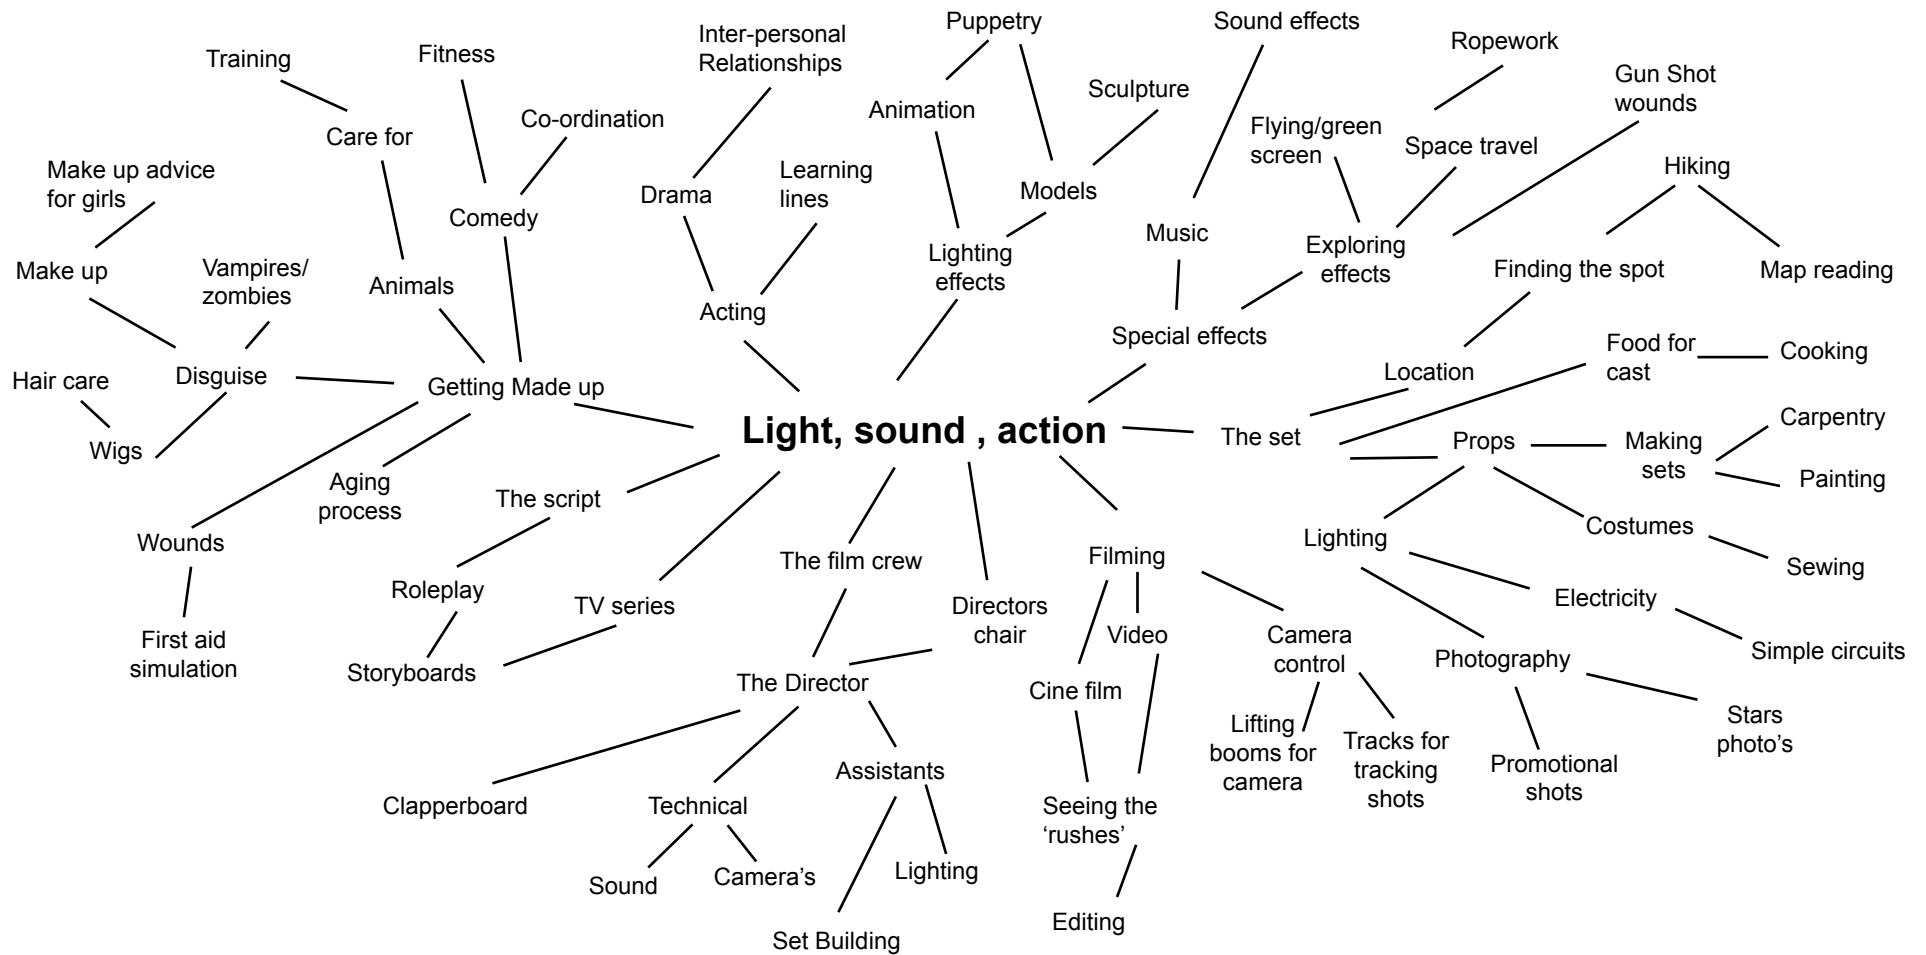 Puppetry
Sound effects
Inter-personal
Relationships
Ropework
Training
Fitness
Gun Shot
wounds
Sculpture
Animation
Co-ordination
Flying/green
screen
Care for
Space travel
Make up advice
for girls
Learning
lines
Hiking
Drama
Models
Comedy
Music
Exploring
effects
Lighting
effects
Make up
Vampires/
zombies
Animals
Finding the spot
Map reading
Acting
Special effects
Food for
cast
Cooking
Hair care
Disguise
Getting Made up
Location
Light, sound , action
The set
Carpentry
Props
Making
sets
Wigs
Painting
Aging
process
The script
Costumes
Wounds
Lighting
The film crew
Filming
Sewing
Roleplay
TV series
Directors
chair
Electricity
First aid
simulation
Video
Camera
control
Simple circuits
Storyboards
The Director
Cine film
Photography
Lifting
booms for
camera
Tracks for
tracking
shots
Stars
photo’s
Promotional
shots
Assistants
Clapperboard
Technical
Seeing the
‘rushes’
Sound
Camera’s
Lighting
Editing
Set Building